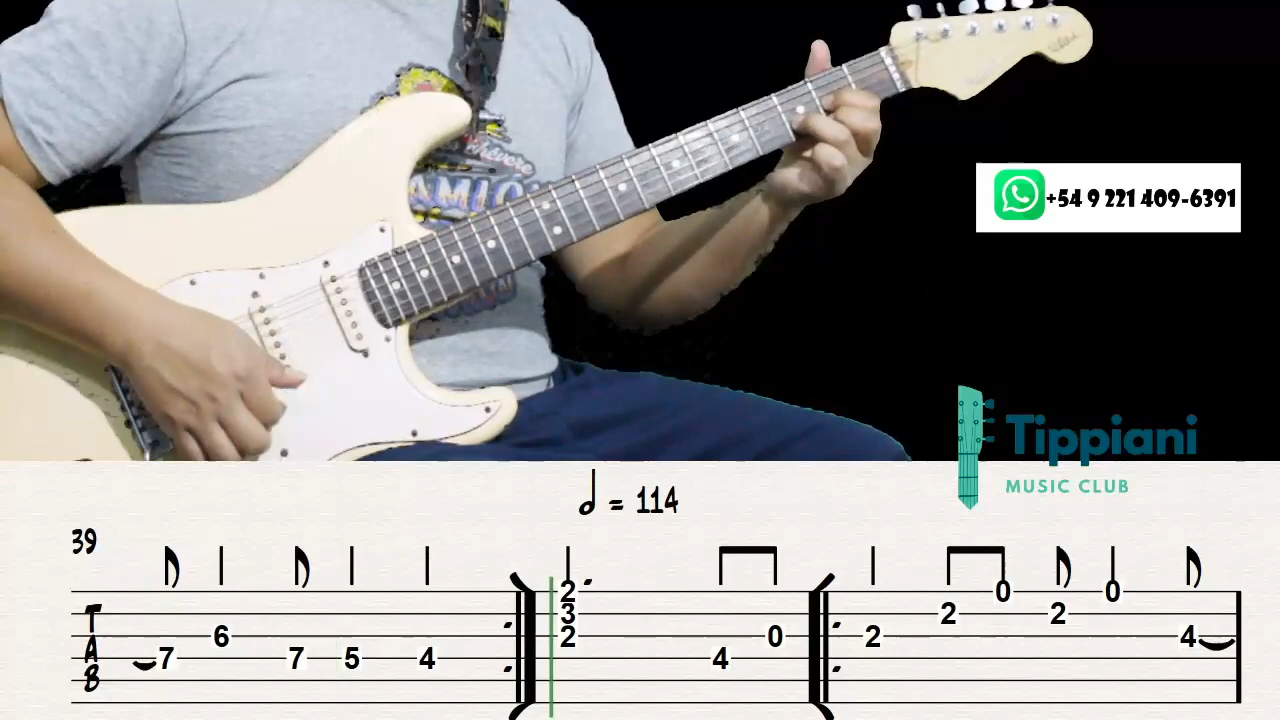 chévere
+54 9 221 409-6391
Tippiani
MUSIC CLUB
= 114
39
T
A
B
2 0 0
3 2 2
6 2 0 2 4
7 7 5 4 4